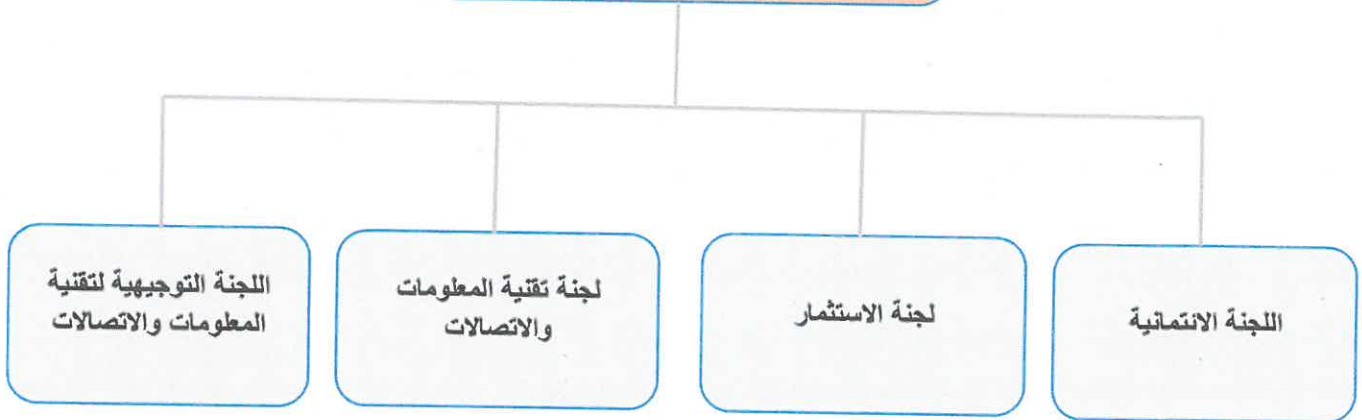 اللجنة الائتمانية
لجنة الاستثمار
لجنة تقنية المعلومات
والاتصالات
اللجنة التوجيهية لتقنية
المعلومات والاتصالات